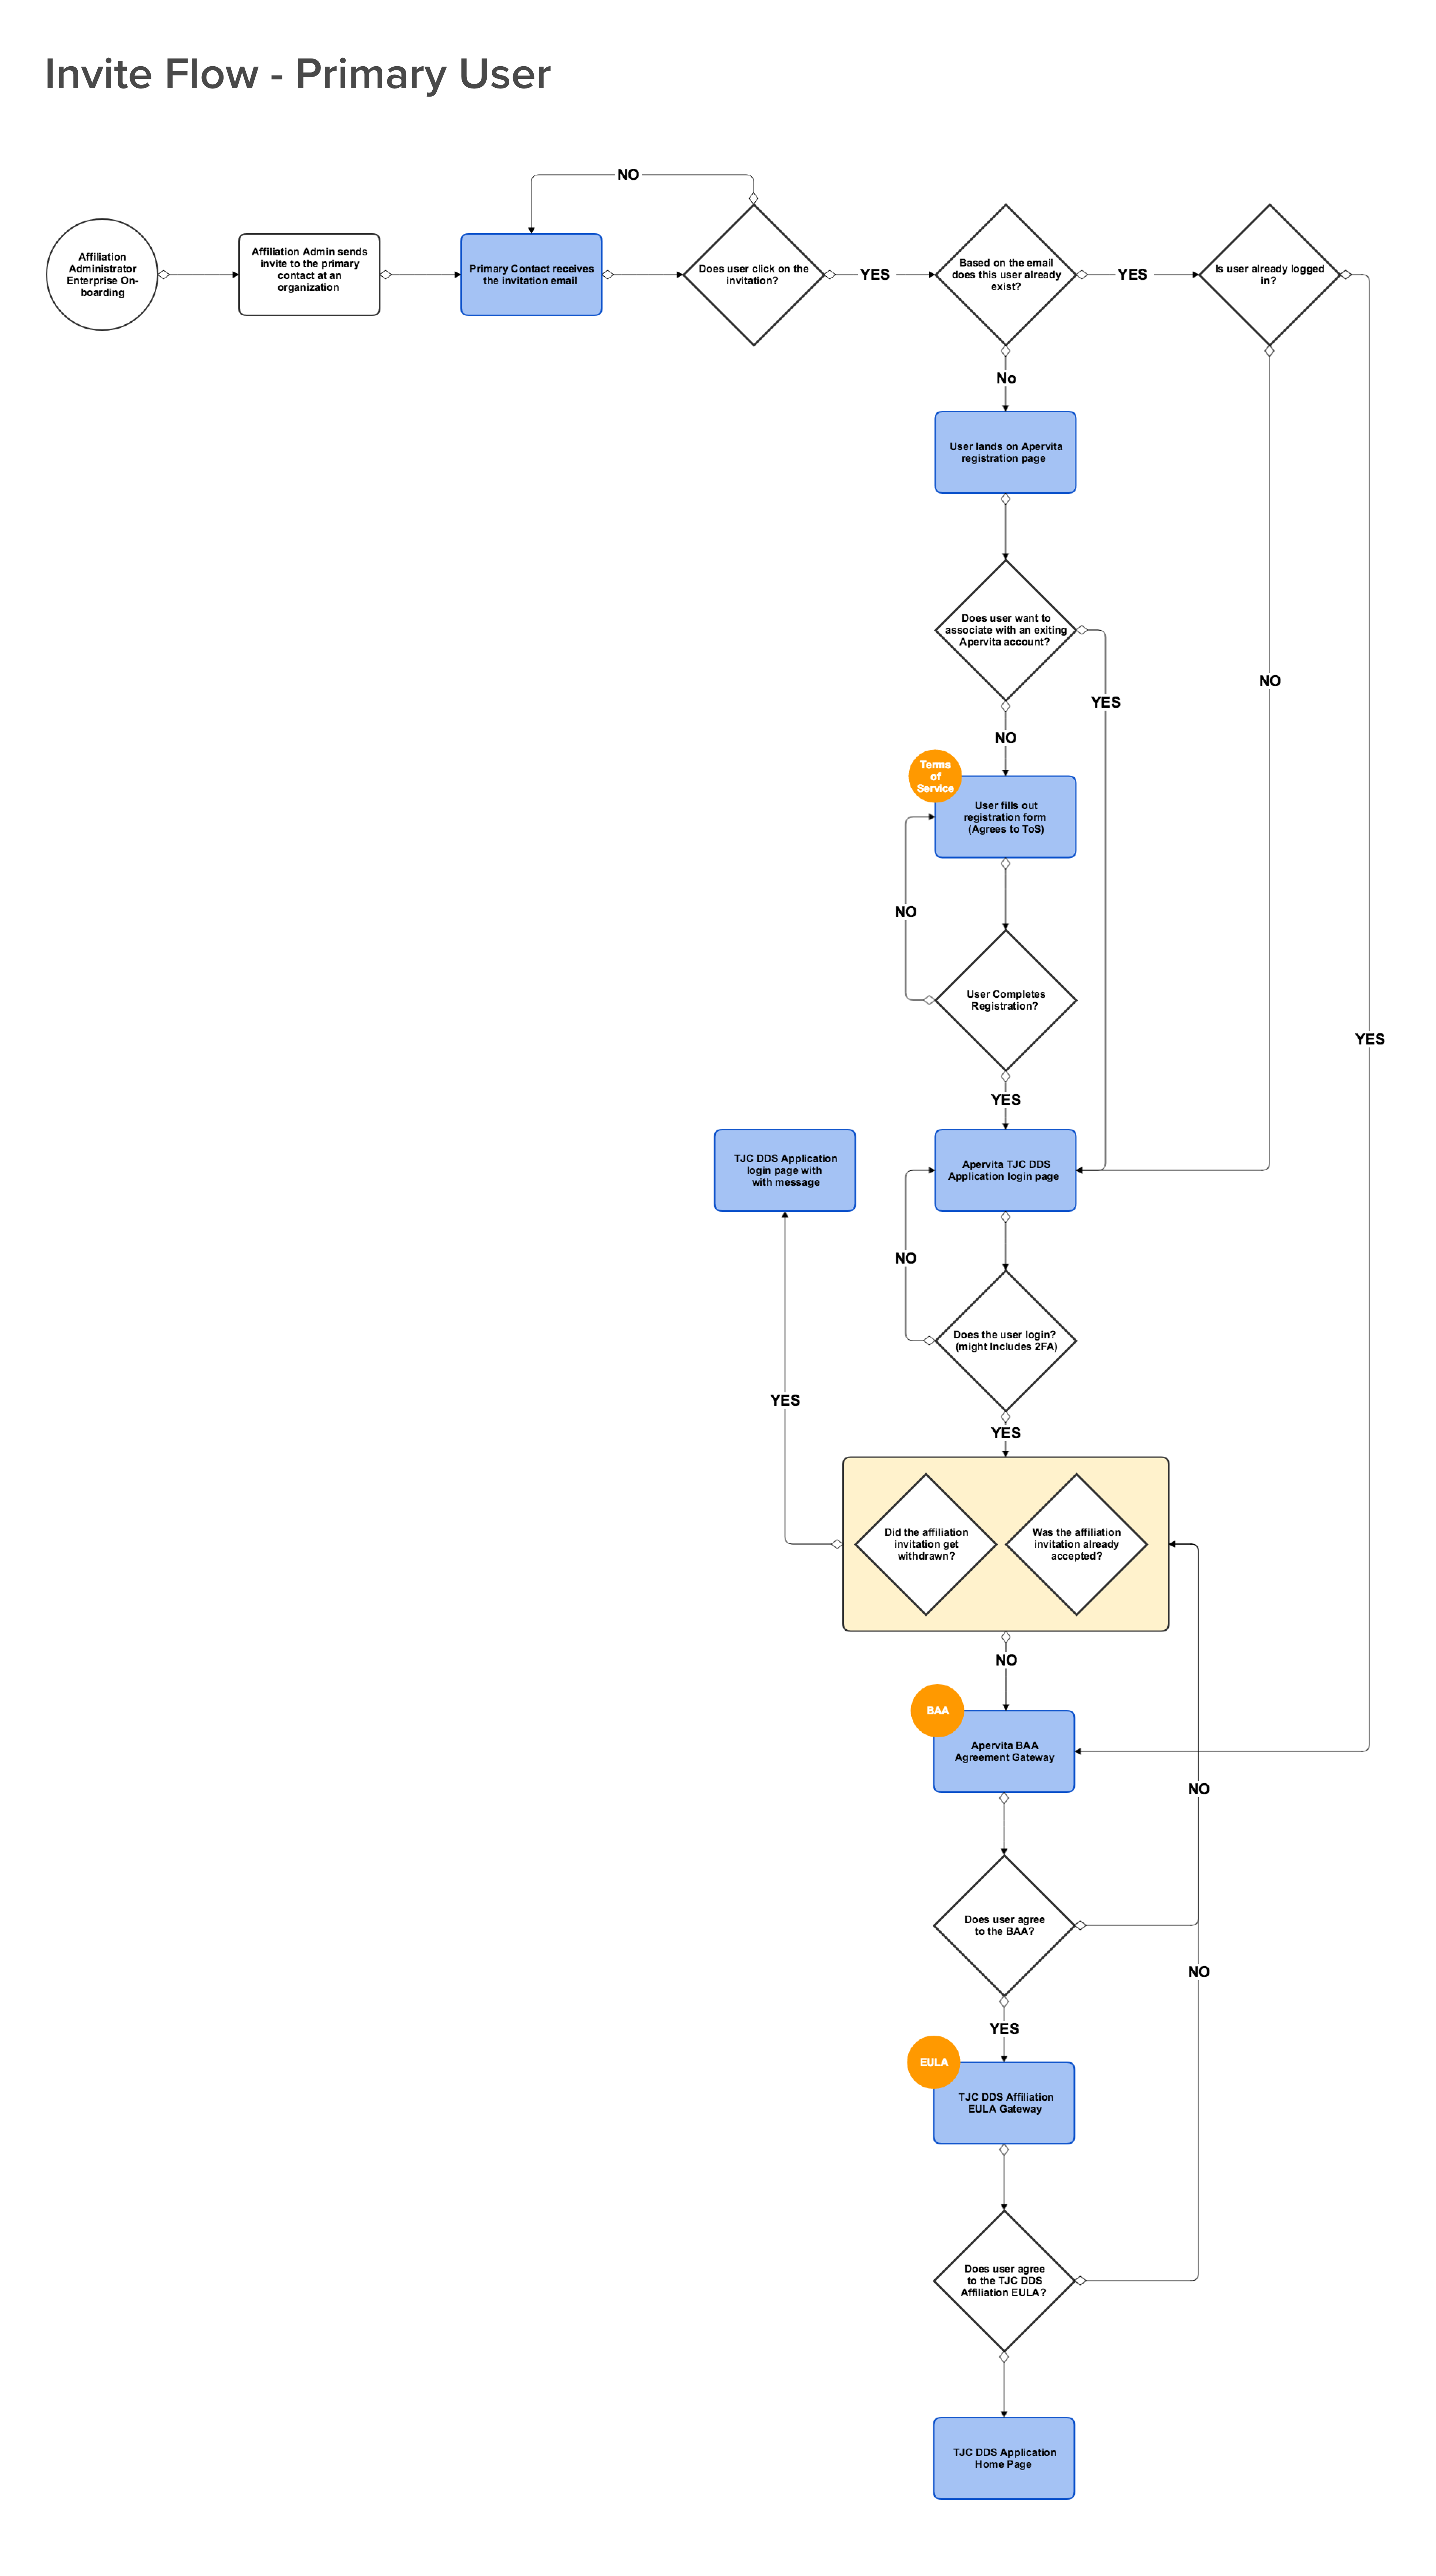 Invite Flow - Primary User
NO
Affiliation
Administrator
Enterprise On-
boarding
Affiliation Admin sends
invite to the primary
contact at an
organization
Primary Contact receives
the invitation email
Does user click on the
invitation?
YES
Based on the email
does this user already
exist?
YES
Is user already logged
in?
No
User lands on Apervita
registration page
Does user want to
associate with an exiting
Apervita account?
YES
NO
NO
Terms
of
Service
User fills out
registration form
(Agrees to ToS)
NO
User Completes
Registration?
YES
YES
TJC DDS Application
login page with
with message
Apervita TJC DDS
Application login page
NO
Does the user login?
(might Includes 2FA)
YES
YES
Did the affiliation
invitation get
withdrawn?
Was the affiliation
invitation already
accepted?
NO
BAA
Apervita BAA
Agreement Gateway
NO
Does user agree
to the BAA?
NO
YES
EULA
TJC DDS Affiliation
EULA Gateway
Does user agree
to the TJC DDS
Affiliation EULA?
TJC DDS Application
Home Page